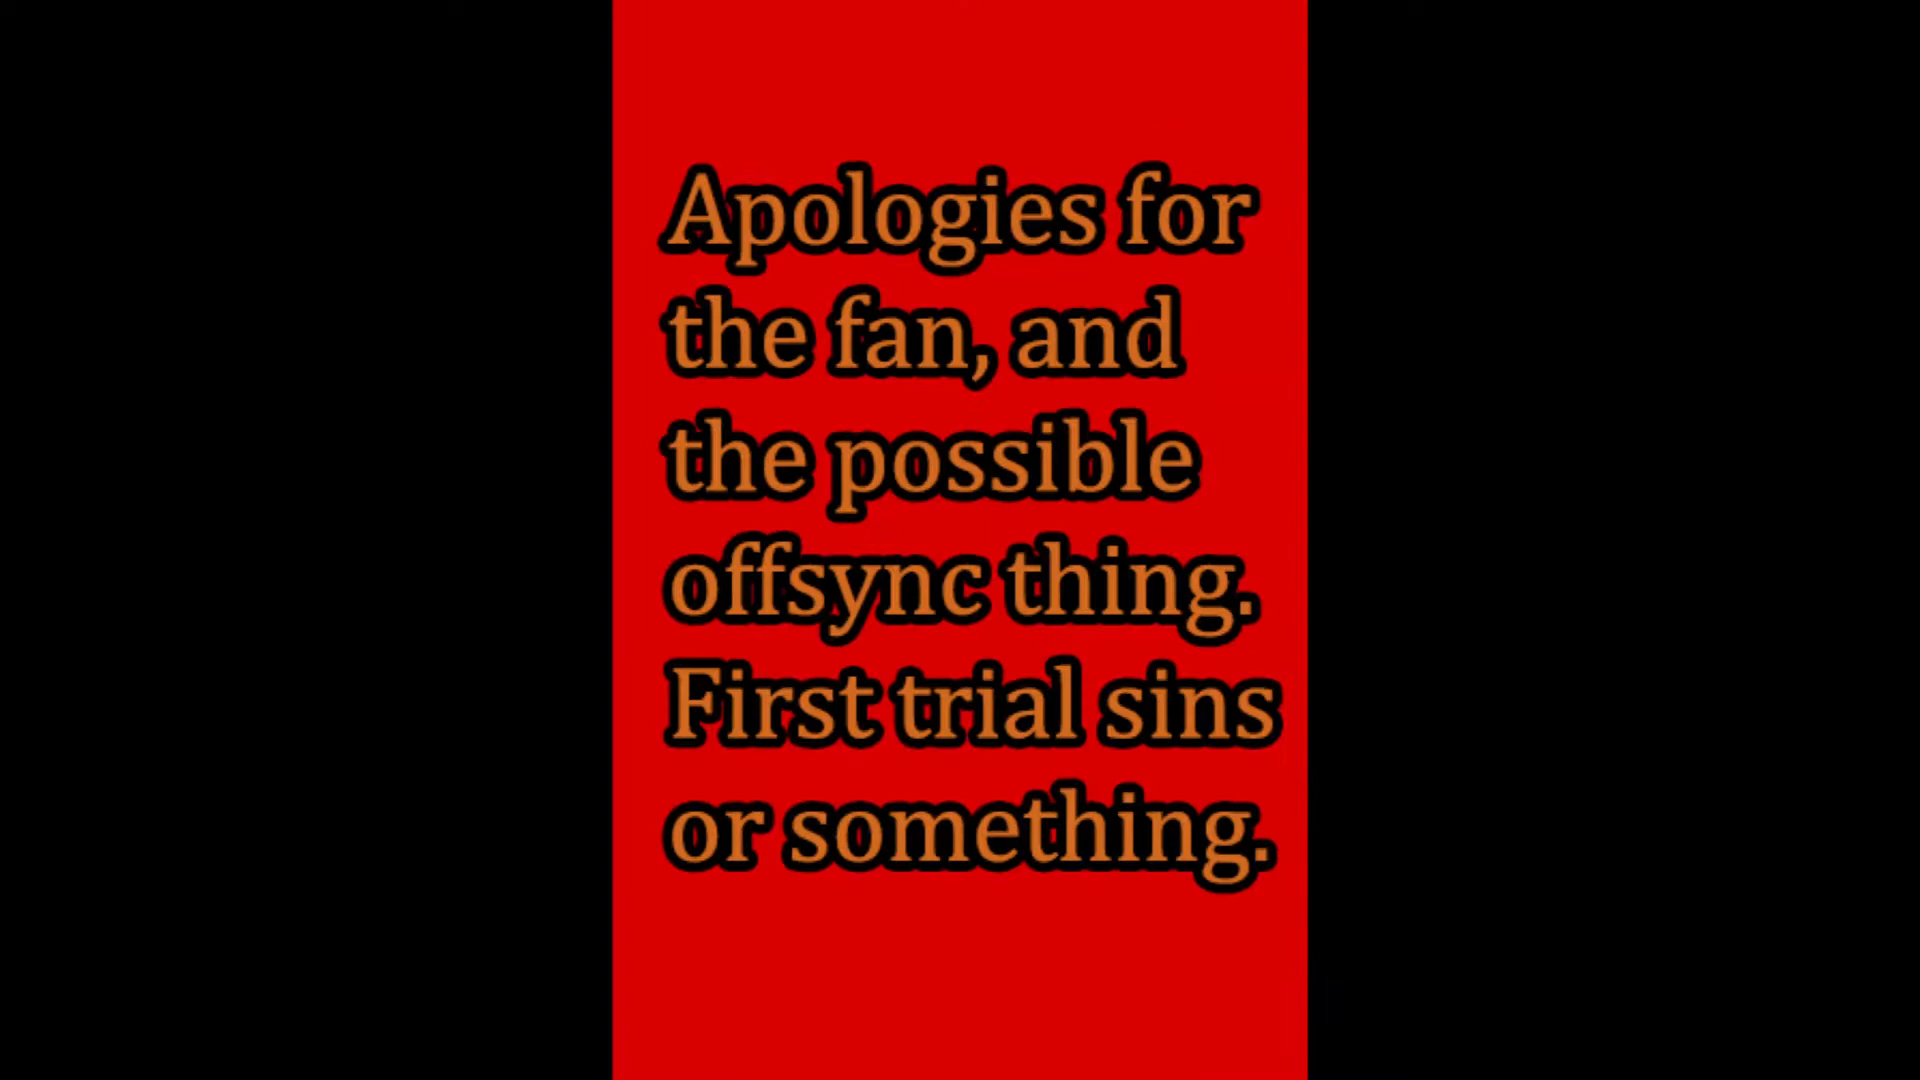 Apologies for
the fan, and
the possible
offsync thing.
First trial sins
or something.